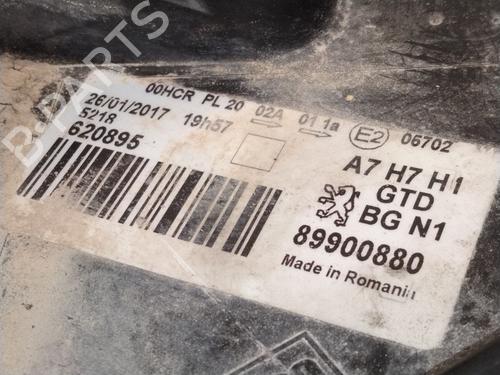 B-PARTS
00HCR PL 20 02A 01 1a E2 06702
26/01/2017 19h57
5218
620895
A7 H7 H1
GTD
BG N1
89900880
Made in Romania